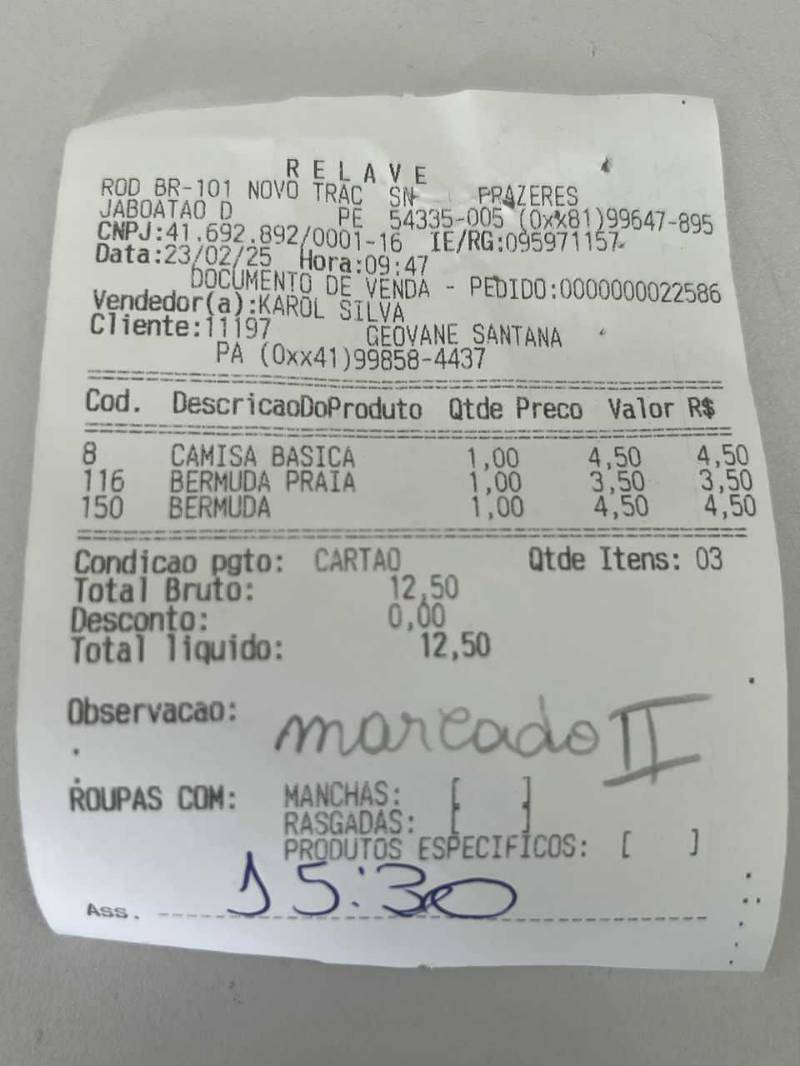 R E L A V E
ROD BR-101 NOVO TRAC SN PRAZERES
JABOATAO D PE 54335-005 (0xx81)99647-895
CNPJ:41.692.892/0001-16 IE/RG:095971157
Data:23/02/25 Hora:09:47
DOCUMENTO DE VENDA - PEDIDO:0000000022586
Vendedor(a):KAROL SILVA
Cliente:11197 GEOVANE SANTANA
PA (0xx41)99858-4437
Cod. DescricaoDoProduto Qtde Preco Valor R$
8 CAMISA BASICA 1,00 4,50 4,50
116 BERMUDA PRAIA 1,00 3,50 3,50
150 BERMUDA 1,00 4,50 4,50
Condicao pgto: CARTAO Qtde Itens: 03
Total Bruto: 12,50
Desconto: 0,00
Total liquido: 12,50
Observacao: marcado II
ROUPAS COM: MANCHAS: [ ]
RASGADAS: [ ]
PRODUTOS ESPECIFICOS: [ ]
15:30
Ass.